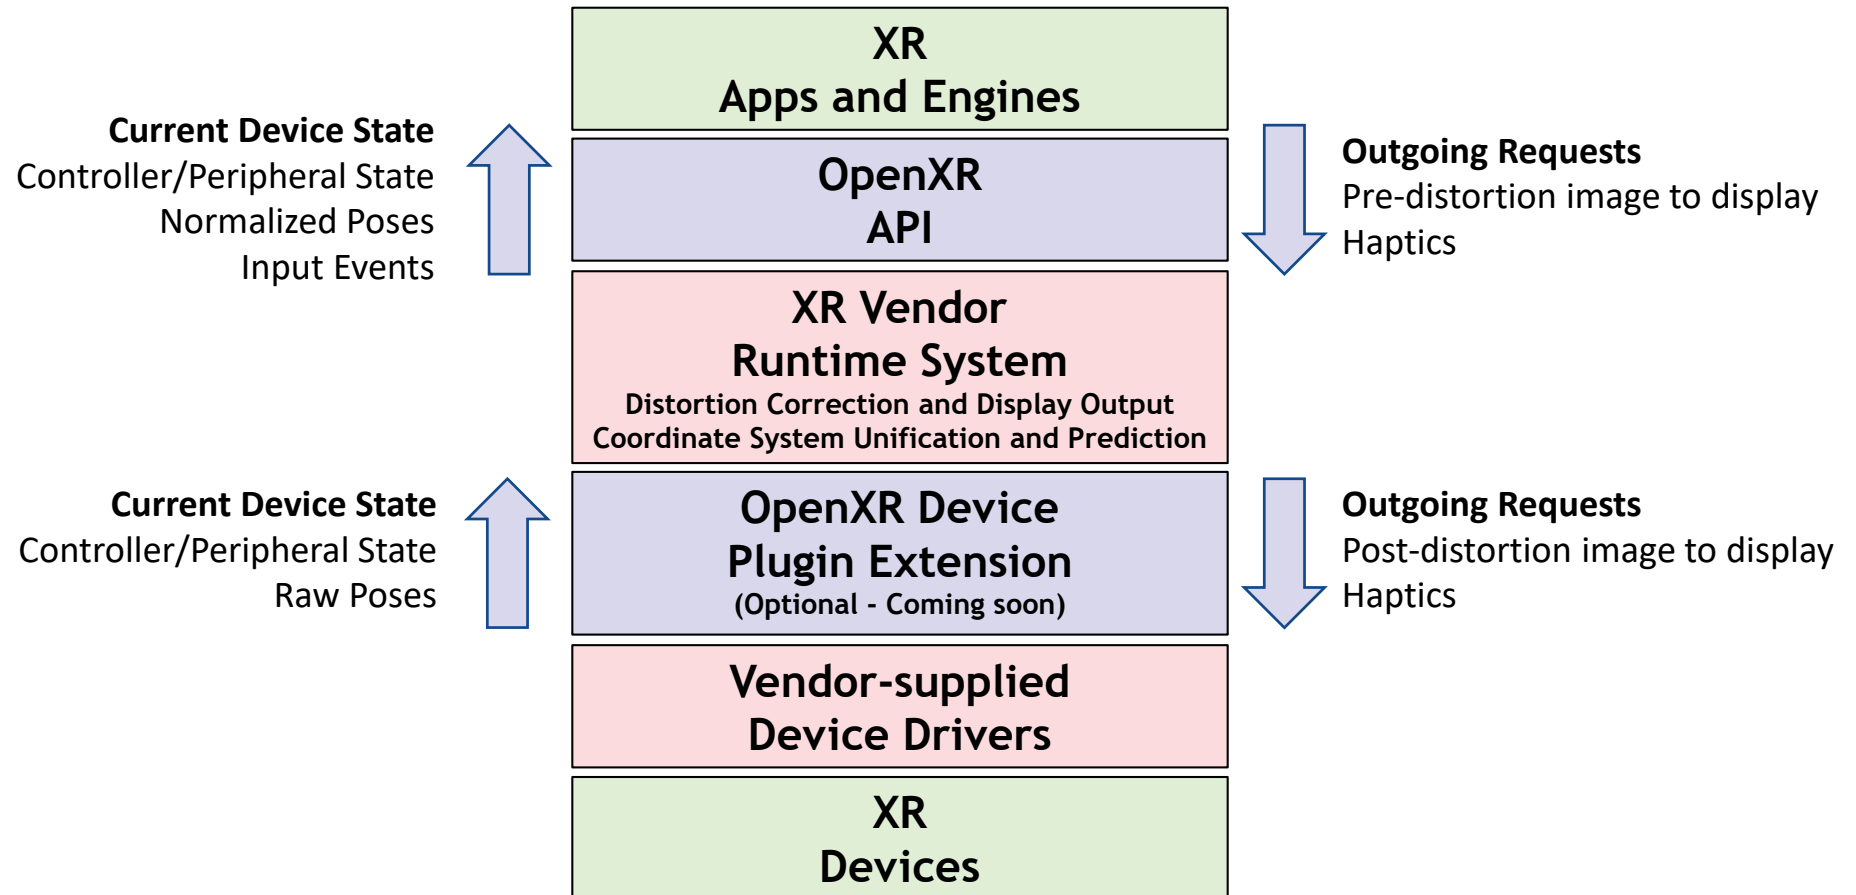 XR
Apps and Engines
Current Device State
Controller/Peripheral State
Normalized Poses
Input Events
OpenXR
API
Outgoing Requests
Pre-distortion image to display
Haptics
XR Vendor
Runtime System
Distortion Correction and Display Output
Coordinate System Unification and Prediction
Current Device State
Controller/Peripheral State
Raw Poses
OpenXR Device
Plugin Extension
(Optional - Coming soon)
Outgoing Requests
Post-distortion image to display
Haptics
Vendor-supplied
Device Drivers
XR
Devices